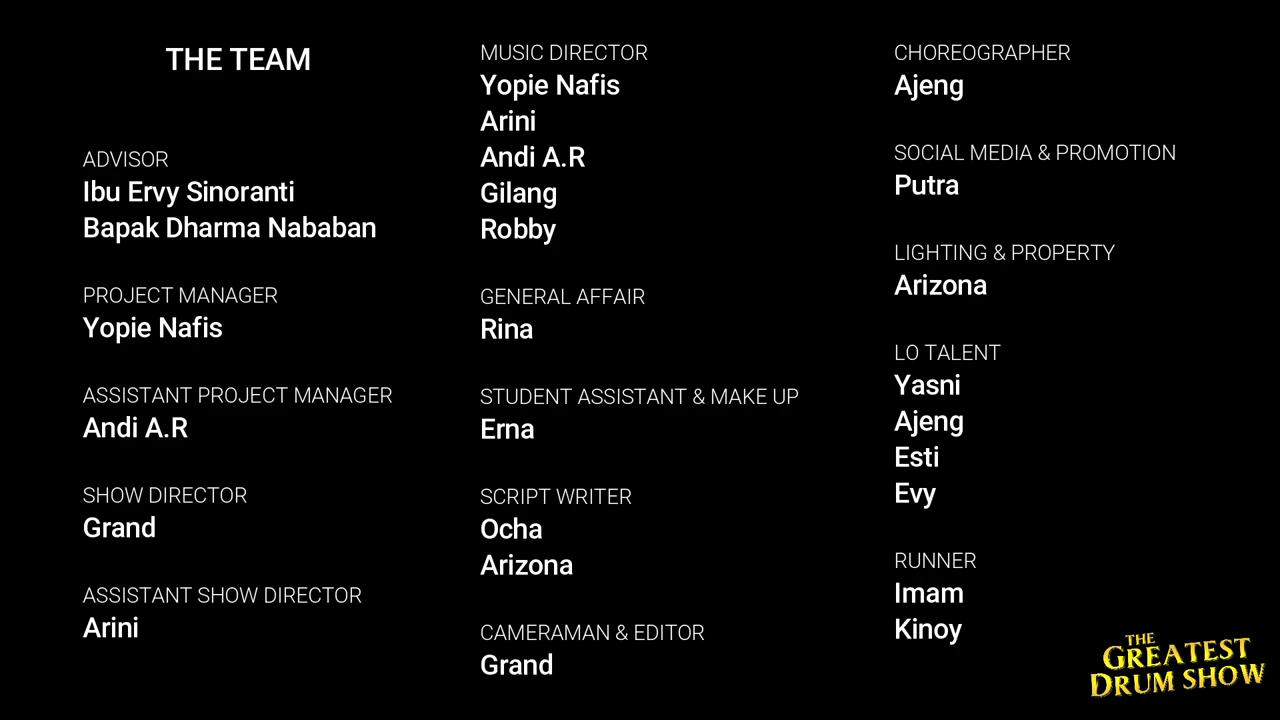 THE TEAM
ADVISOR
Ibu Ervy Sinoranti
Bapak Dharma Nababan
PROJECT MANAGER
Yopie Nafis
ASSISTANT PROJECT MANAGER
Andi A.R
SHOW DIRECTOR
Grand
ASSISTANT SHOW DIRECTOR
Arini
MUSIC DIRECTOR
Yopie Nafis
Arini
Andi A.R
Gilang
Robby
GENERAL AFFAIR
Rina
STUDENT ASSISTANT & MAKE UP
Erna
SCRIPT WRITER
Ocha
Arizona
CAMERAMAN & EDITOR
Grand
CHOREOGRAPHER
Ajeng
SOCIAL MEDIA & PROMOTION
Putra
LIGHTING & PROPERTY
Arizona
LO TALENT
Yasni
Ajeng
Esti
Evy
RUNNER
Imam
Kinoy
THE
GREATEST
DRUM SHOW